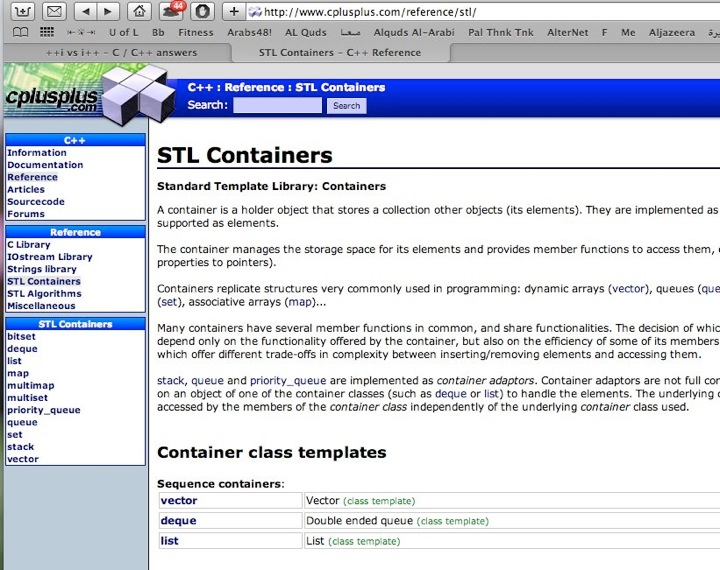 44
http://www.cplusplus.com/reference/stl/
U of L Bb Fitness Arabs48! AL Quds معـنا Alquds Al-Arabi Pal Thnk Tnk AlterNet F Me Aljazeera
++i vs i++ - C / C++ answers
STL Containers - C++ Reference
cplusplus
.com
C++ : Reference : STL Containers
Search: Search
C++
Information
Documentation
Reference
Articles
Sourcecode
Forums
Reference
C Library
IOstream Library
Strings library
STL Containers
STL Algorithms
Miscellaneous
STL Containers
bitset
deque
list
map
multimap
multiset
priority_queue
queue
set
stack
vector
STL Containers
Standard Template Library: Containers
A container is a holder object that stores a collection other objects (its elements). They are implemented as
supported as elements.
The container manages the storage space for its elements and provides member functions to access them,
properties to pointers).
Containers replicate structures very commonly used in programming: dynamic arrays (vector), queues (que
(set), associative arrays (map)...
Many containers have several member functions in common, and share functionalities. The decision of whic
depend only on the functionality offered by the container, but also on the efficiency of some of its members
which offer different trade-offs in complexity between inserting/removing elements and accessing them.
stack, queue and priority_queue are implemented as container adaptors. Container adaptors are not full con
on an object of one of the container classes (such as deque or list) to handle the elements. The underlying
accessed by the members of the container class independently of the underlying container class used.
Container class templates
Sequence containers:
vector Vector (class template)
deque Double ended queue (class template)
list List (class template)